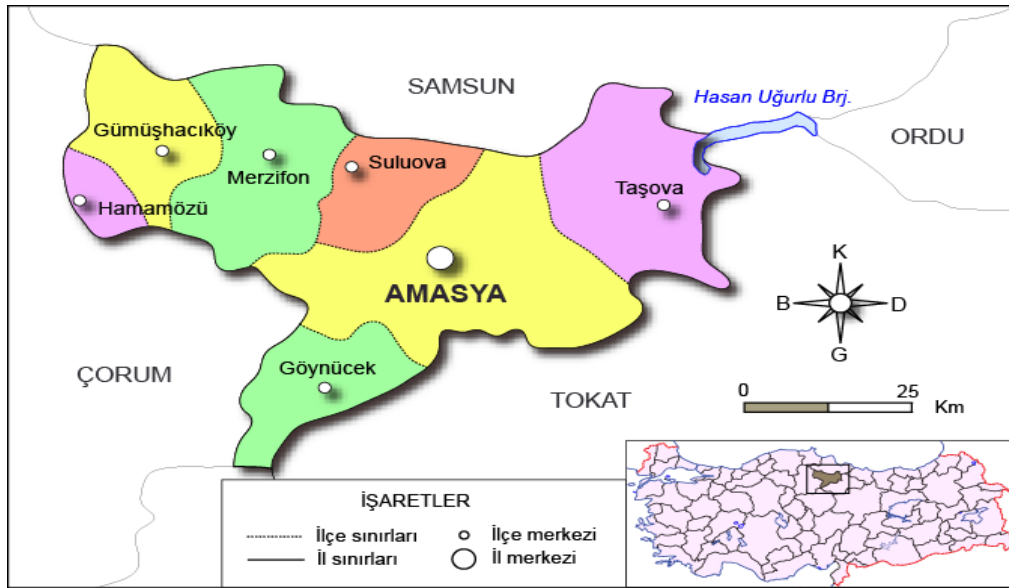 SAMSUN
Hasan Uğurlu Brj.
ORDU
Gümüşhacıköy
Merzifon
Suluova
Hamamözü
Taşova
AMASYA
K
B
D
G
ÇORUM
Göynücek
TOKAT
0 25
Km
İŞARETLER
İlçe sınırları
İlçe merkezi
İl sınırları
İl merkezi